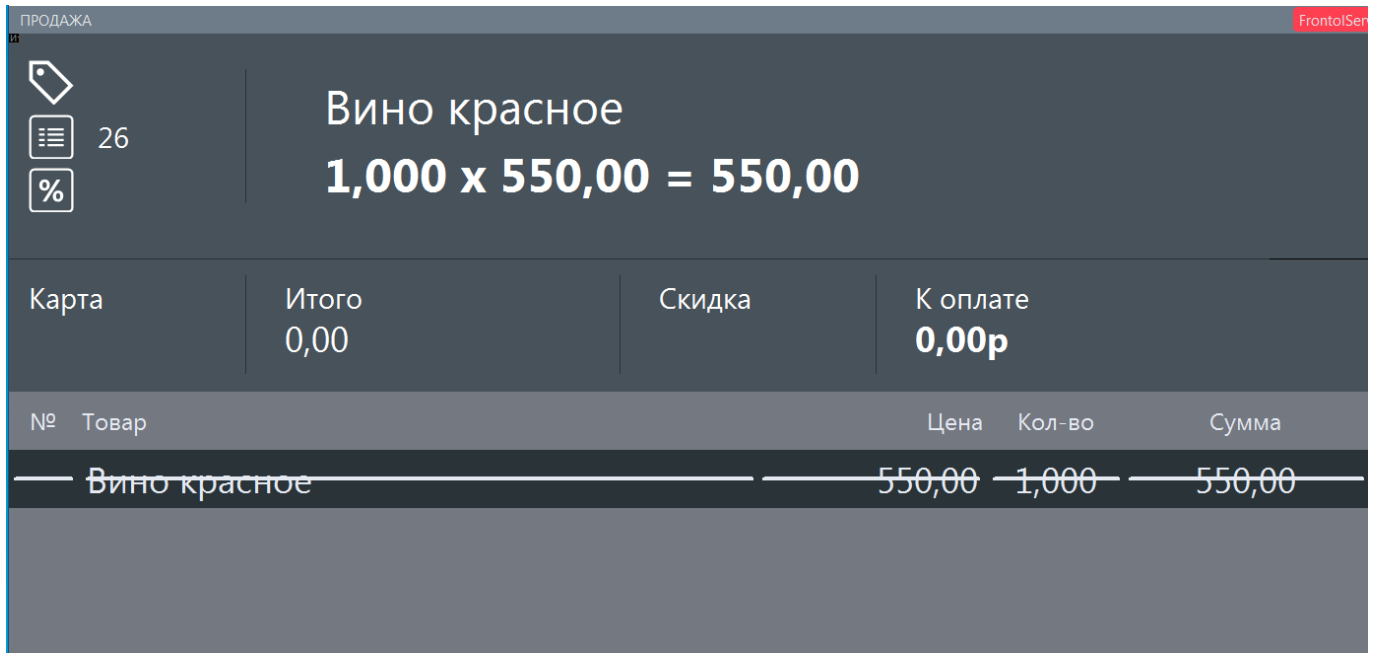 ПРОДАЖА
FrontolSer
26
%
Вино красное
1,000 x 550,00 = 550,00
Карта Итого Скидка К оплате
0,00 0,00р
№ Товар Цена Кол-во Сумма
Вино красное 550,00 1,000 550,00